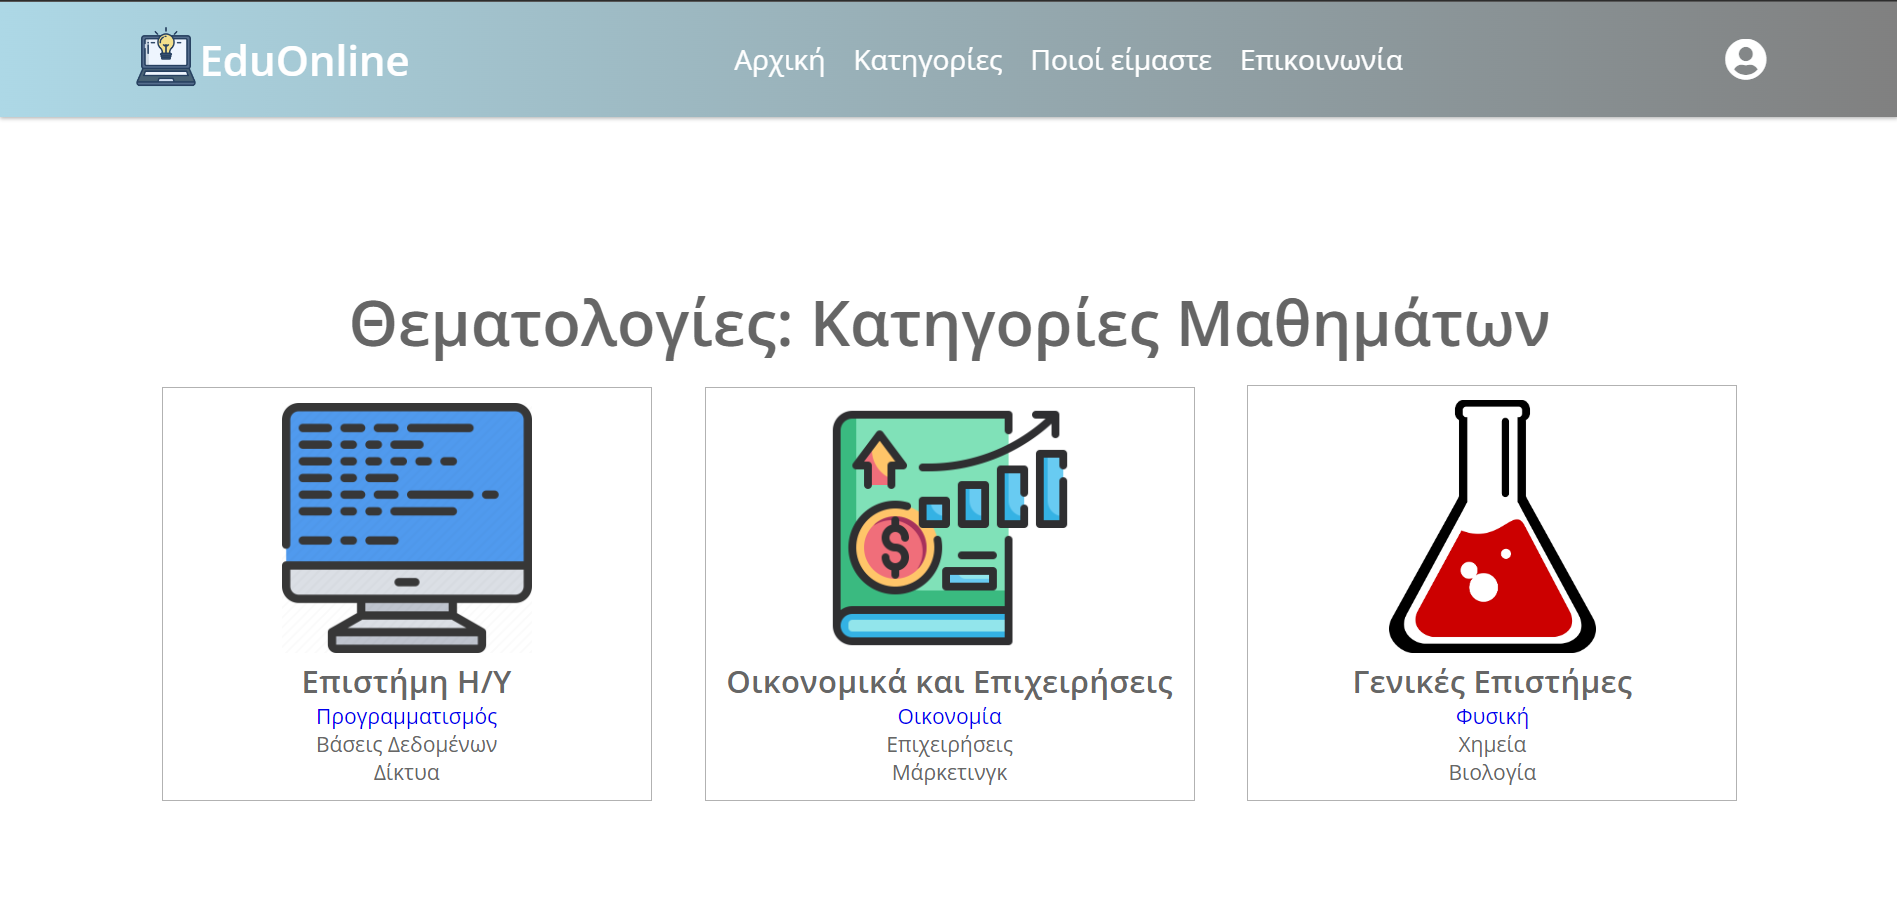 EduOnline
Αρχική Κατηγορίες Ποιοί είμαστε Επικοινωνία
Θεματολογίες: Κατηγορίες Μαθημάτων
$
Επιστήμη Η/Υ
Προγραμματισμός
Βάσεις Δεδομένων
Δίκτυα
Οικονομικά και Επιχειρήσεις
Οικονομία
Επιχειρήσεις
Μάρκετινγκ
Γενικές Επιστήμες
Φυσική
Χημεία
Βιολογία